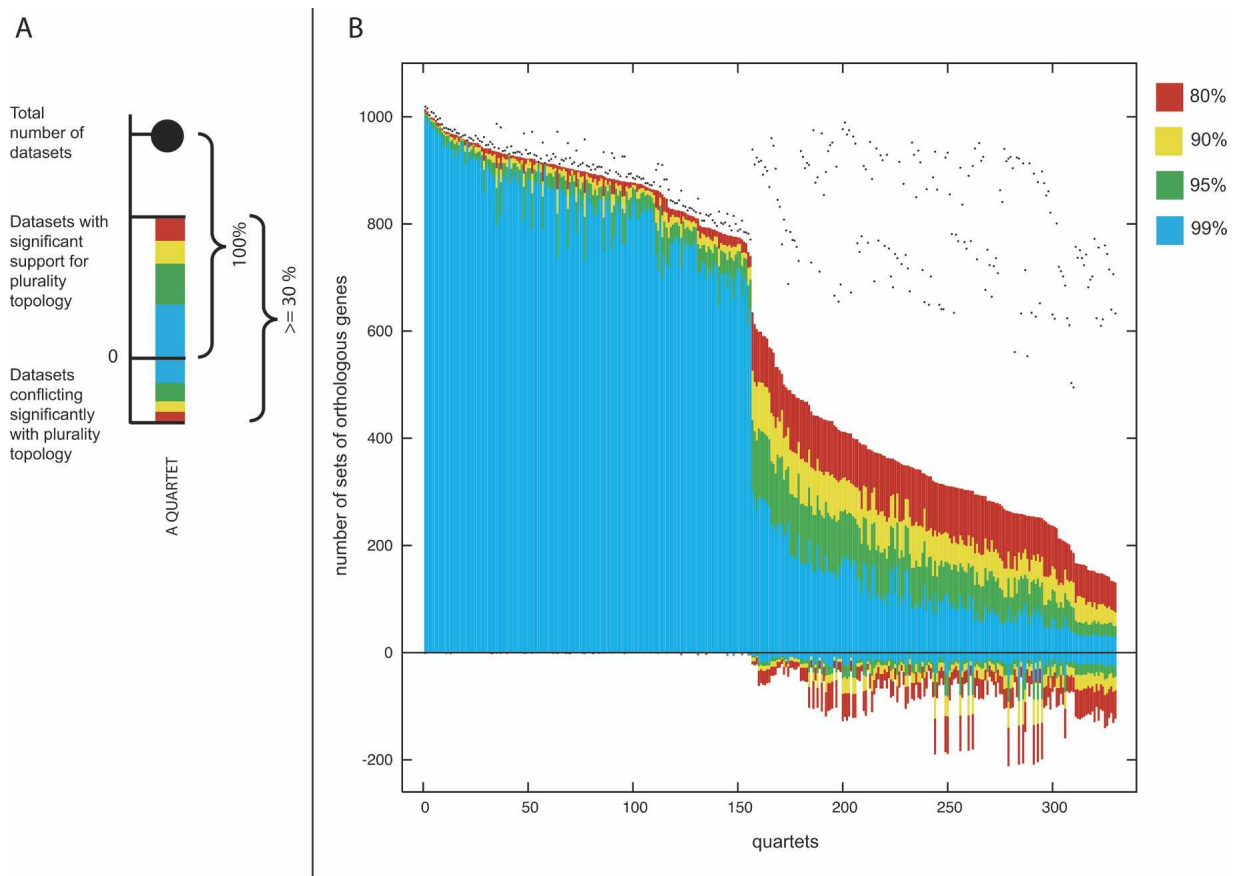 A
Total
number of
datasets
Datasets with
significant
support for
plurality
topology
0
Datasets
conflicting
significantly
with plurality
topology
100%
>= 30 %
A QUARTET
B
number of sets of orthologous genes
1000
800
600
400
200
0
-200
0
50
100
150
200
250
300
quartets
80%
90%
95%
99%